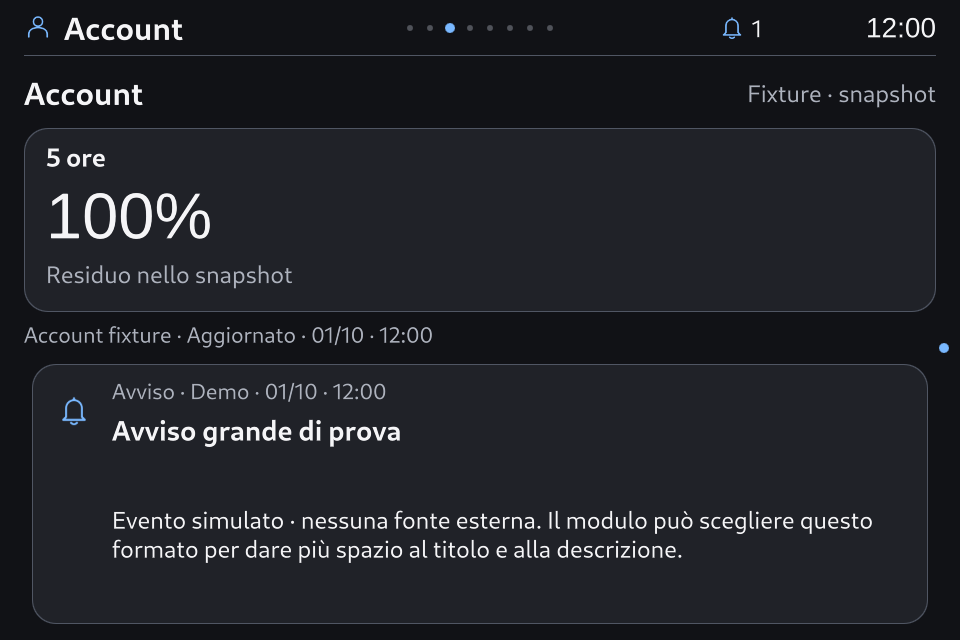 Account
1
12:00
Account
Fixture · snapshot
5 ore
100%
Residuo nello snapshot
Account fixture · Aggiornato · 01/10 · 12:00
Avviso · Demo · 01/10 · 12:00
Avviso grande di prova
Evento simulato · nessuna fonte esterna. Il modulo può scegliere questo
formato per dare più spazio al titolo e alla descrizione.